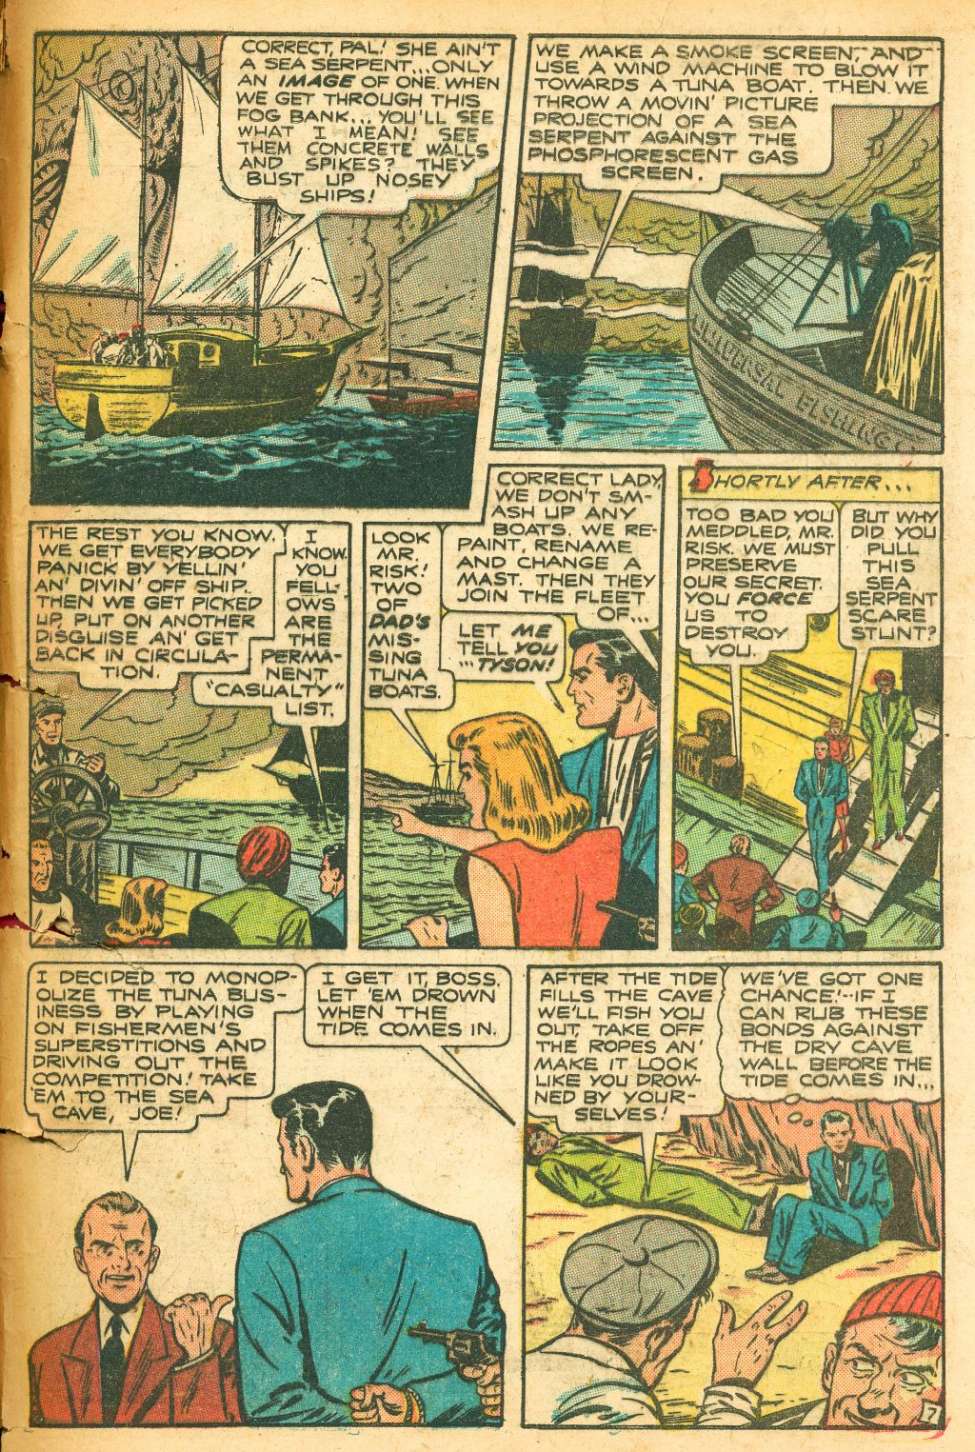 CORRECT, PAL! SHE AIN'T
A SEA SERPENT...ONLY
AN IMAGE OF ONE. WHEN
WE GET THROUGH THIS
FOG BANK... YOU'LL SEE
WHAT I MEAN! SEE
THEM CONCRETE WALLS
AND SPIKES? THEY
BUST UP NOSEY
SHIPS!
WE MAKE A SMOKE SCREEN, AND
USE A WIND MACHINE TO BLOW IT
TOWARDS A TUNA BOAT. THEN WE
THROW A MOVIN' PICTURE
PROJECTION OF A SEA
SERPENT AGAINST THE
PHOSPHORESCENT GAS
SCREEN.
UNIVERSAL FISHING
THE REST YOU KNOW.
WE GET EVERYBODY
PANICK BY YELLIN'
AN' DIVIN' OFF SHIP.
THEN WE GET PICKED
UP, PUT ON ANOTHER
DISGUISE AN' GET
BACK IN CIRCULA-
TION.
I
KNOW.
YOU
FELL-
OWS
ARE
THE
PERMA-
NENT
"CASUALTY"
LIST.
LOOK
MR.
RISK!
TWO
OF
DAD'S
MIS-
SING
TUNA
BOATS.
CORRECT LADY,
WE DON'T SM-
ASH UP ANY
BOATS. WE RE-
PAINT, RENAME
AND CHANGE A
MAST. THEN THEY
JOIN THE FLEET
OF...
LET ME
TELL YOU
...TYSON!
SHORTLY AFTER...
TOO BAD YOU
MEDDLED, MR.
RISK. WE MUST
PRESERVE
OUR SECRET.
YOU FORCE
US TO
DESTROY
YOU.
BUT WHY
DID YOU
PULL
THIS
SEA
SERPENT
SCARE
STUNT?
I DECIDED TO MONOP-
OLIZE THE TUNA BUS-
INESS BY PLAYING
ON FISHERMEN'S
SUPERSTITIONS AND
DRIVING OUT THE
COMPETITION! TAKE
'EM TO THE SEA
CAVE, JOE!
I GET IT, BOSS.
LET 'EM DROWN
WHEN THE
TIDE COMES IN.
AFTER THE TIDE
FILLS THE CAVE
WE'LL FISH YOU
OUT, TAKE OFF
THE ROPES AN'
MAKE IT LOOK
LIKE YOU DROW-
NED BY YOUR-
SELVES!
WE'VE GOT ONE
CHANCE!--IF I
CAN RUB THESE
BONDS AGAINST
THE DRY CAVE
WALL BEFORE THE
TIDE COMES IN...
7